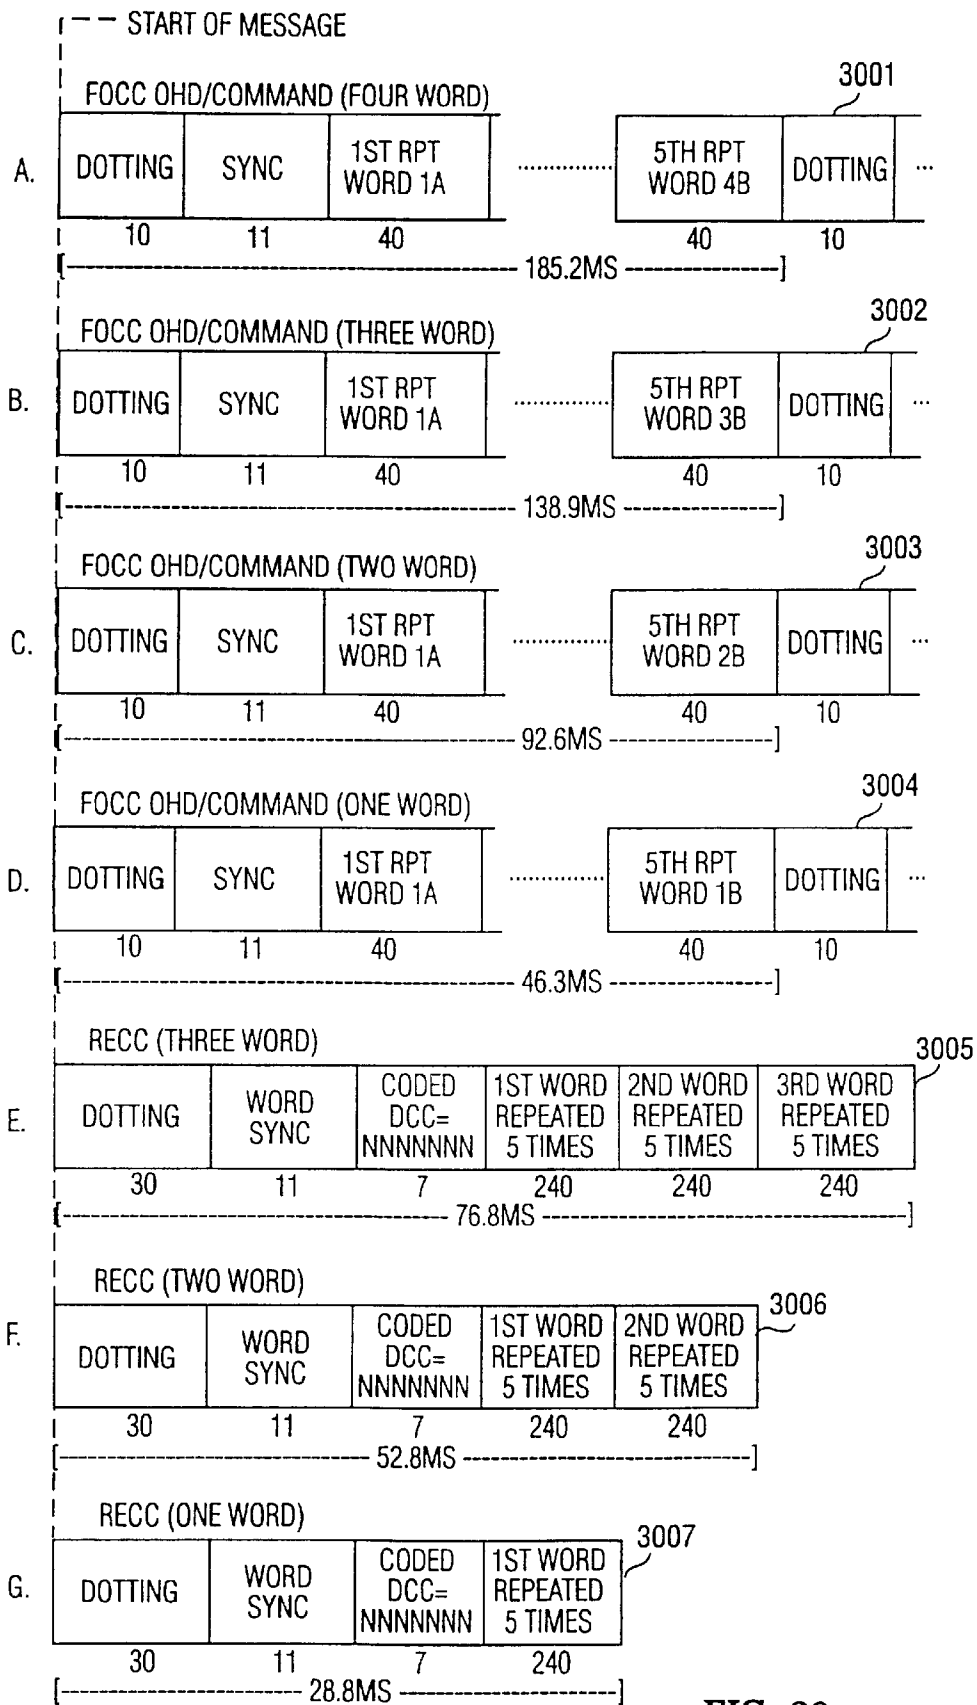 START OF MESSAGE
FOCC OHD/COMMAND (FOUR WORD)
3001
A.
DOTTING
SYNC
1ST RPT
WORD 1A
5TH RPT
WORD 4B
DOTTING
...
10 11 40 40 10
185.2MS
FOCC OHD/COMMAND (THREE WORD)
3002
B.
DOTTING
SYNC
1ST RPT
WORD 1A
5TH RPT
WORD 3B
DOTTING
...
10 11 40 40 10
138.9MS
FOCC OHD/COMMAND (TWO WORD)
3003
C.
DOTTING
SYNC
1ST RPT
WORD 1A
5TH RPT
WORD 2B
DOTTING
...
10 11 40 40 10
92.6MS
FOCC OHD/COMMAND (ONE WORD)
3004
D.
DOTTING
SYNC
1ST RPT
WORD 1A
5TH RPT
WORD 1B
DOTTING
...
10 11 40 40 10
46.3MS
RECC (THREE WORD)
3005
E.
DOTTING
WORD
SYNC
CODED
DCC=
NNNNNNN
1ST WORD
REPEATED
5 TIMES
2ND WORD
REPEATED
5 TIMES
3RD WORD
REPEATED
5 TIMES
30 11 7 240 240 240
76.8MS
RECC (TWO WORD)
3006
F.
DOTTING
WORD
SYNC
CODED
DCC=
NNNNNNN
1ST WORD
REPEATED
5 TIMES
2ND WORD
REPEATED
5 TIMES
30 11 7 240 240
52.8MS
RECC (ONE WORD)
3007
G.
DOTTING
WORD
SYNC
CODED
DCC=
NNNNNNN
1ST WORD
REPEATED
5 TIMES
30 11 7 240
28.8MS